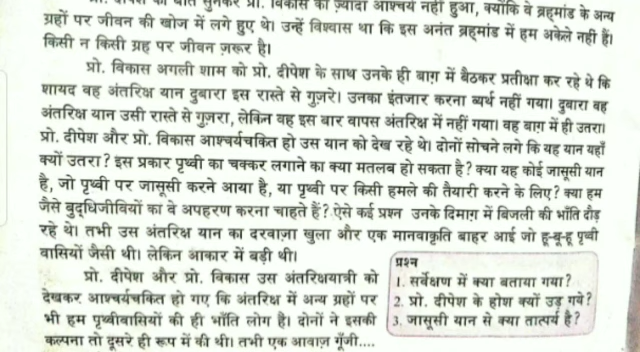 प्रो. दीपेश की बात सुनकर प्रो. विकास को ज़्यादा आश्चर्य नहीं हुआ, क्योंकि वे ब्रह्मांड के अन्य
ग्रहों पर जीवन की खोज में लगे हुए थे। उन्हें विश्वास था कि इस अनंत ब्रह्मांड में हम अकेले नहीं हैं।
किसी न किसी ग्रह पर जीवन ज़रूर है।
प्रो. विकास अगली शाम को प्रो. दीपेश के साथ उनके ही बाग़ में बैठकर प्रतीक्षा कर रहे थे कि
शायद वह अंतरिक्ष यान दुबारा इस रास्ते से गुज़रे। उनका इंतजार करना व्यर्थ नहीं गया। दुबारा वह
अंतरिक्ष यान उसी रास्ते से गुज़रा, लेकिन वह इस बार वापस अंतरिक्ष में नहीं गया। वह बाग़ में ही उतरा।
प्रो. दीपेश और प्रो. विकास आश्चर्यचकित हो उस यान को देख रहे थे। दोनों सोचने लगे कि यह यान यहाँ
क्यों उतरा? इस प्रकार पृथ्वी का चक्कर लगाने का क्या मतलब हो सकता है? क्या यह कोई जासूसी यान
है, जो पृथ्वी पर जासूसी करने आया है, या पृथ्वी पर किसी हमले की तैयारी करने के लिए? क्या हम
जैसे बुद्धिजीवियों का वे अपहरण करना चाहते हैं? ऐसे कई प्रश्न उनके दिमाग़ में बिजली की भाँति दौड़
रहे थे। तभी उस अंतरिक्ष यान का दरवाज़ा खुला और एक मानवाकृति बाहर आई जो हू-ब-हू पृथ्वी
वासियों जैसी थी। लेकिन आकार में बड़ी थी।
प्रो. दीपेश और प्रो. विकास उस अंतरिक्षयात्री को
देखकर आश्चर्यचकित हो गए कि अंतरिक्ष में अन्य ग्रहों पर
भी हम पृथ्वीवासियों की ही भाँति लोग है। दोनों ने इसकी
कल्पना तो दूसरे ही रूप में की थी। तभी एक आवाज़ गूँजी....
प्रश्न
1. सर्वेक्षण में क्या बताया गया?
2. प्रो. दीपेश के होश क्यों उड़ गये?
3. जासूसी यान से क्या तात्पर्य है?